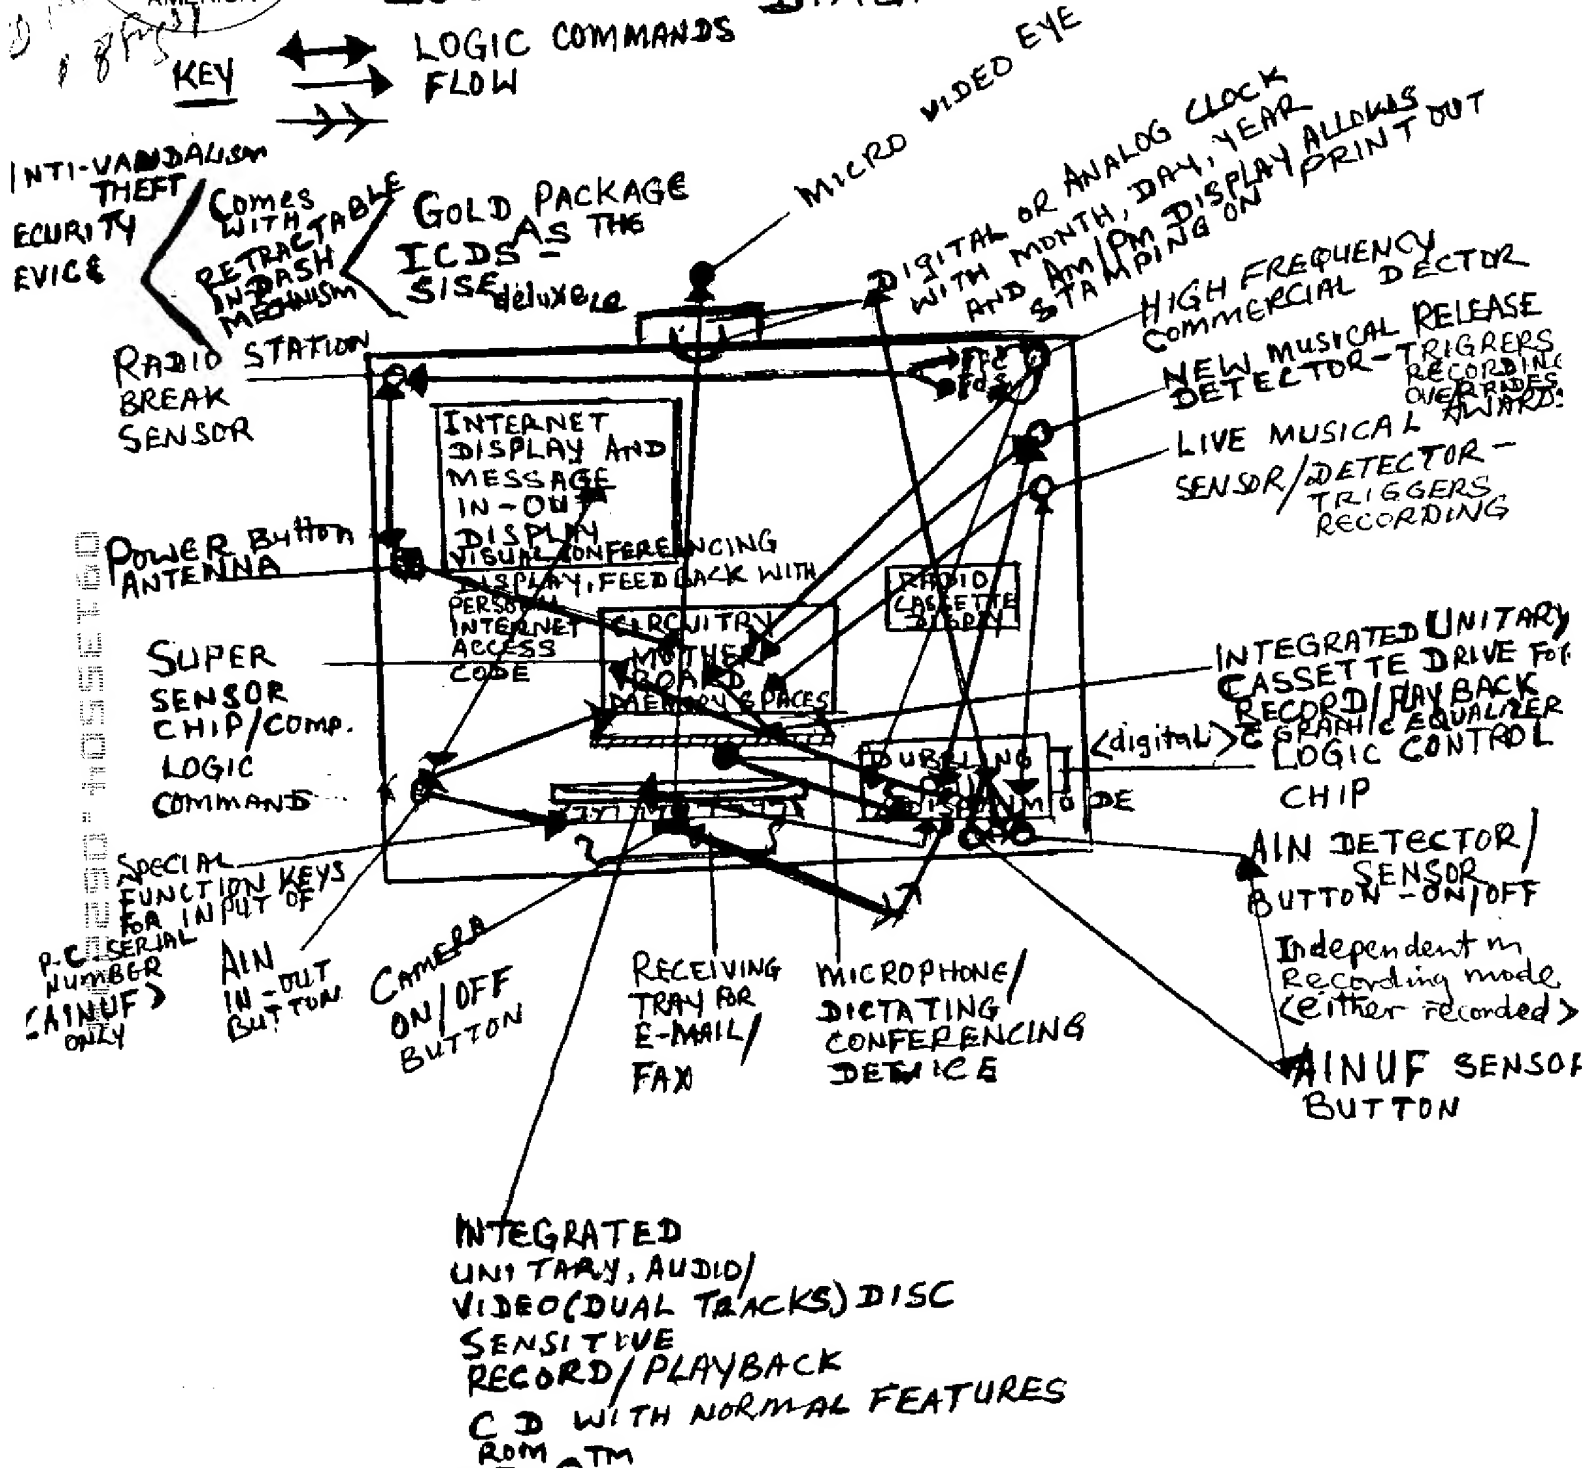 AMERICA
KEY
LOGIC COMMANDS
FLOW
MICRO VIDEO EYE
INTI-VANDALISM
THEFT
ECURITY
EVICE
COMES
WITH
RETRACTABLE
IN DASH
MECHNISM
GOLD PACKAGE
AS THE
ICDS -
SISE deluxe
DIGITAL OR ANALOG CLOCK
WITH MONTH, DAY, YEAR
AND AM/PM DISPLAY ALLOWS
STAMPING ON PRINT OUT
HIGH FREQUENCY
COMMERCIAL DECTOR
NEW MUSICAL RELEASE
DETECTOR - TRIGRERS
RECORDING
OVERRIDES
LIVE MUSICAL AWARDS
SENSOR/DETECTOR -
TRIGGERS
RECORDING
RADIO STATION
BREAK
SENSOR
INTERNET
DISPLAY AND
MESSAGE
IN-OUT
DISPLAY
VISUAL CONFERENCING
DISPLAY, FEEDBACK WITH
PERSONAL
INTERNET
ACCESS
CODE
POWER BUTTON
ANTENNA
RADIO
CASSETTE
DISPLAY
CIRCUITRY
MOTHER
BOARD
MEMORY SPACES
SUPER
SENSOR
CHIP/COMP.
LOGIC
COMMAND
INTEGRATED UNITARY
CASSETTE DRIVE FOR
RECORD/PLAYBACK
GRAPHIC EQUALIZER
<digital>
LOGIC CONTROL
CHIP
DUBBLING
MODE
SPECIAL
FUNCTION KEYS
FOR INPUT OF
P.C. SERIAL
NUMBER
<AINUF>
ONLY
AIN
IN-OUT
BUTTON
CAMERA
ON/OFF
BUTTON
RECEIVING
TRAY FOR
E-MAIL/
FAX
MICROPHONE/
DICTATING
CONFERENCING
DEVICE
AIN DETECTOR/
SENSOR
BUTTON - ON/OFF
Independent in
Recording mode
<either recorded>
AINUF SENSOR
BUTTON
INTEGRATED
UNITARY, AUDIO/
VIDEO (DUAL TRACKS) DISC
SENSITIVE
RECORD/PLAYBACK
CD WITH NORMAL FEATURES
ROM
TM